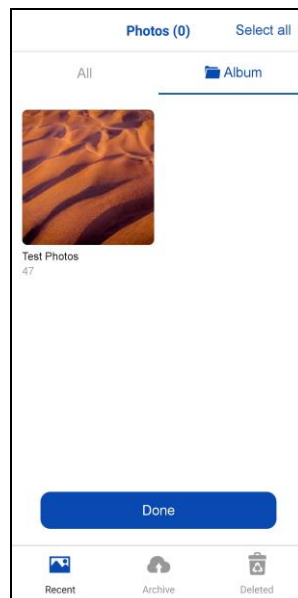 Photos (0) Select all
All Album
Test Photos
47
Done
Recent Archive Deleted